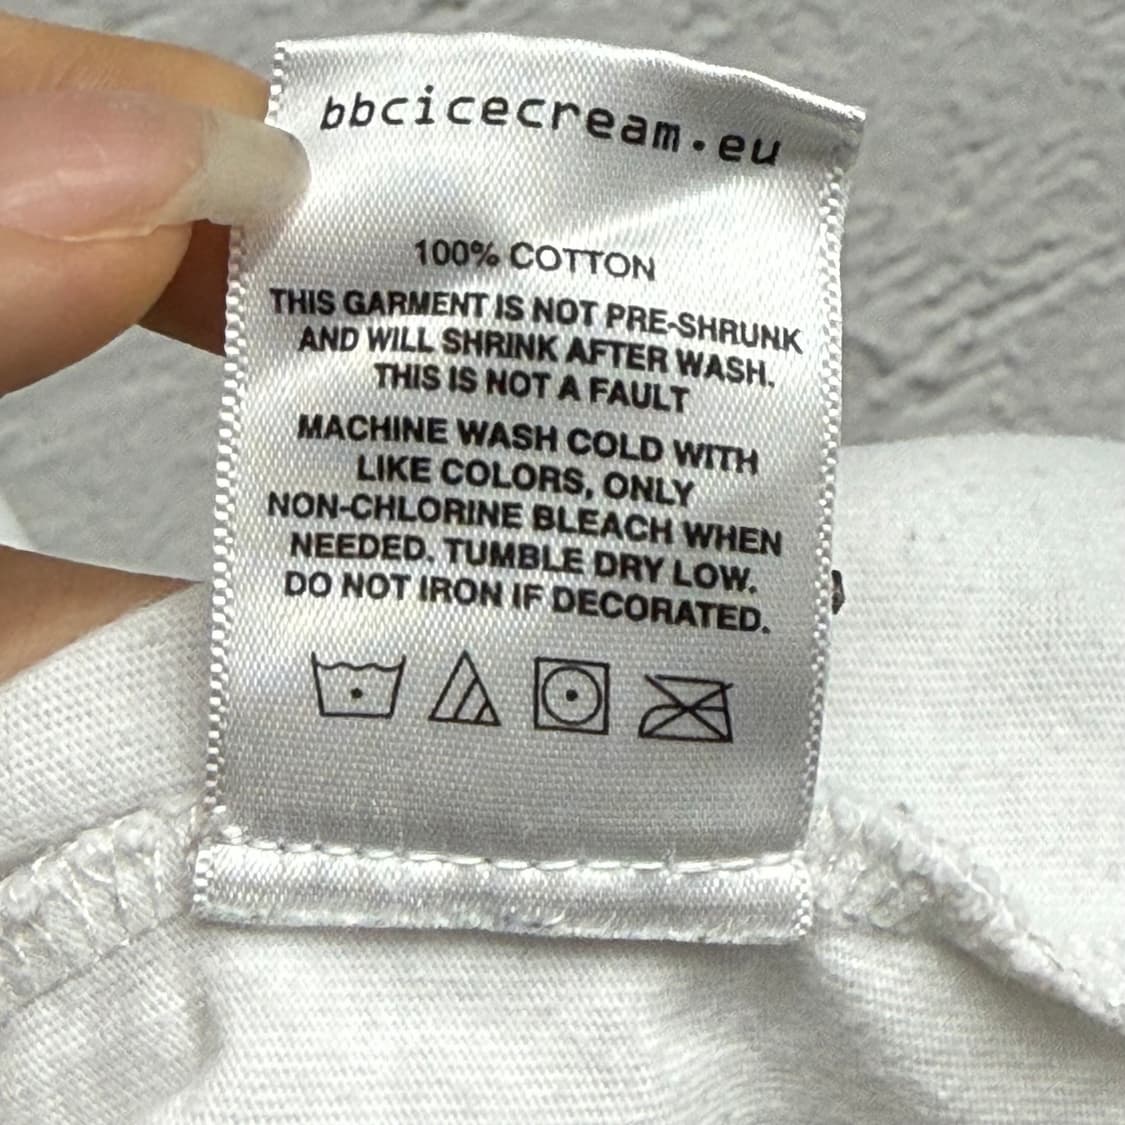 bbcicecream.eu
100% COTTON
THIS GARMENT IS NOT PRE-SHRUNK
AND WILL SHRINK AFTER WASH.
THIS IS NOT A FAULT
MACHINE WASH COLD WITH
LIKE COLORS, ONLY
NON-CHLORINE BLEACH WHEN
NEEDED. TUMBLE DRY LOW.
DO NOT IRON IF DECORATED.